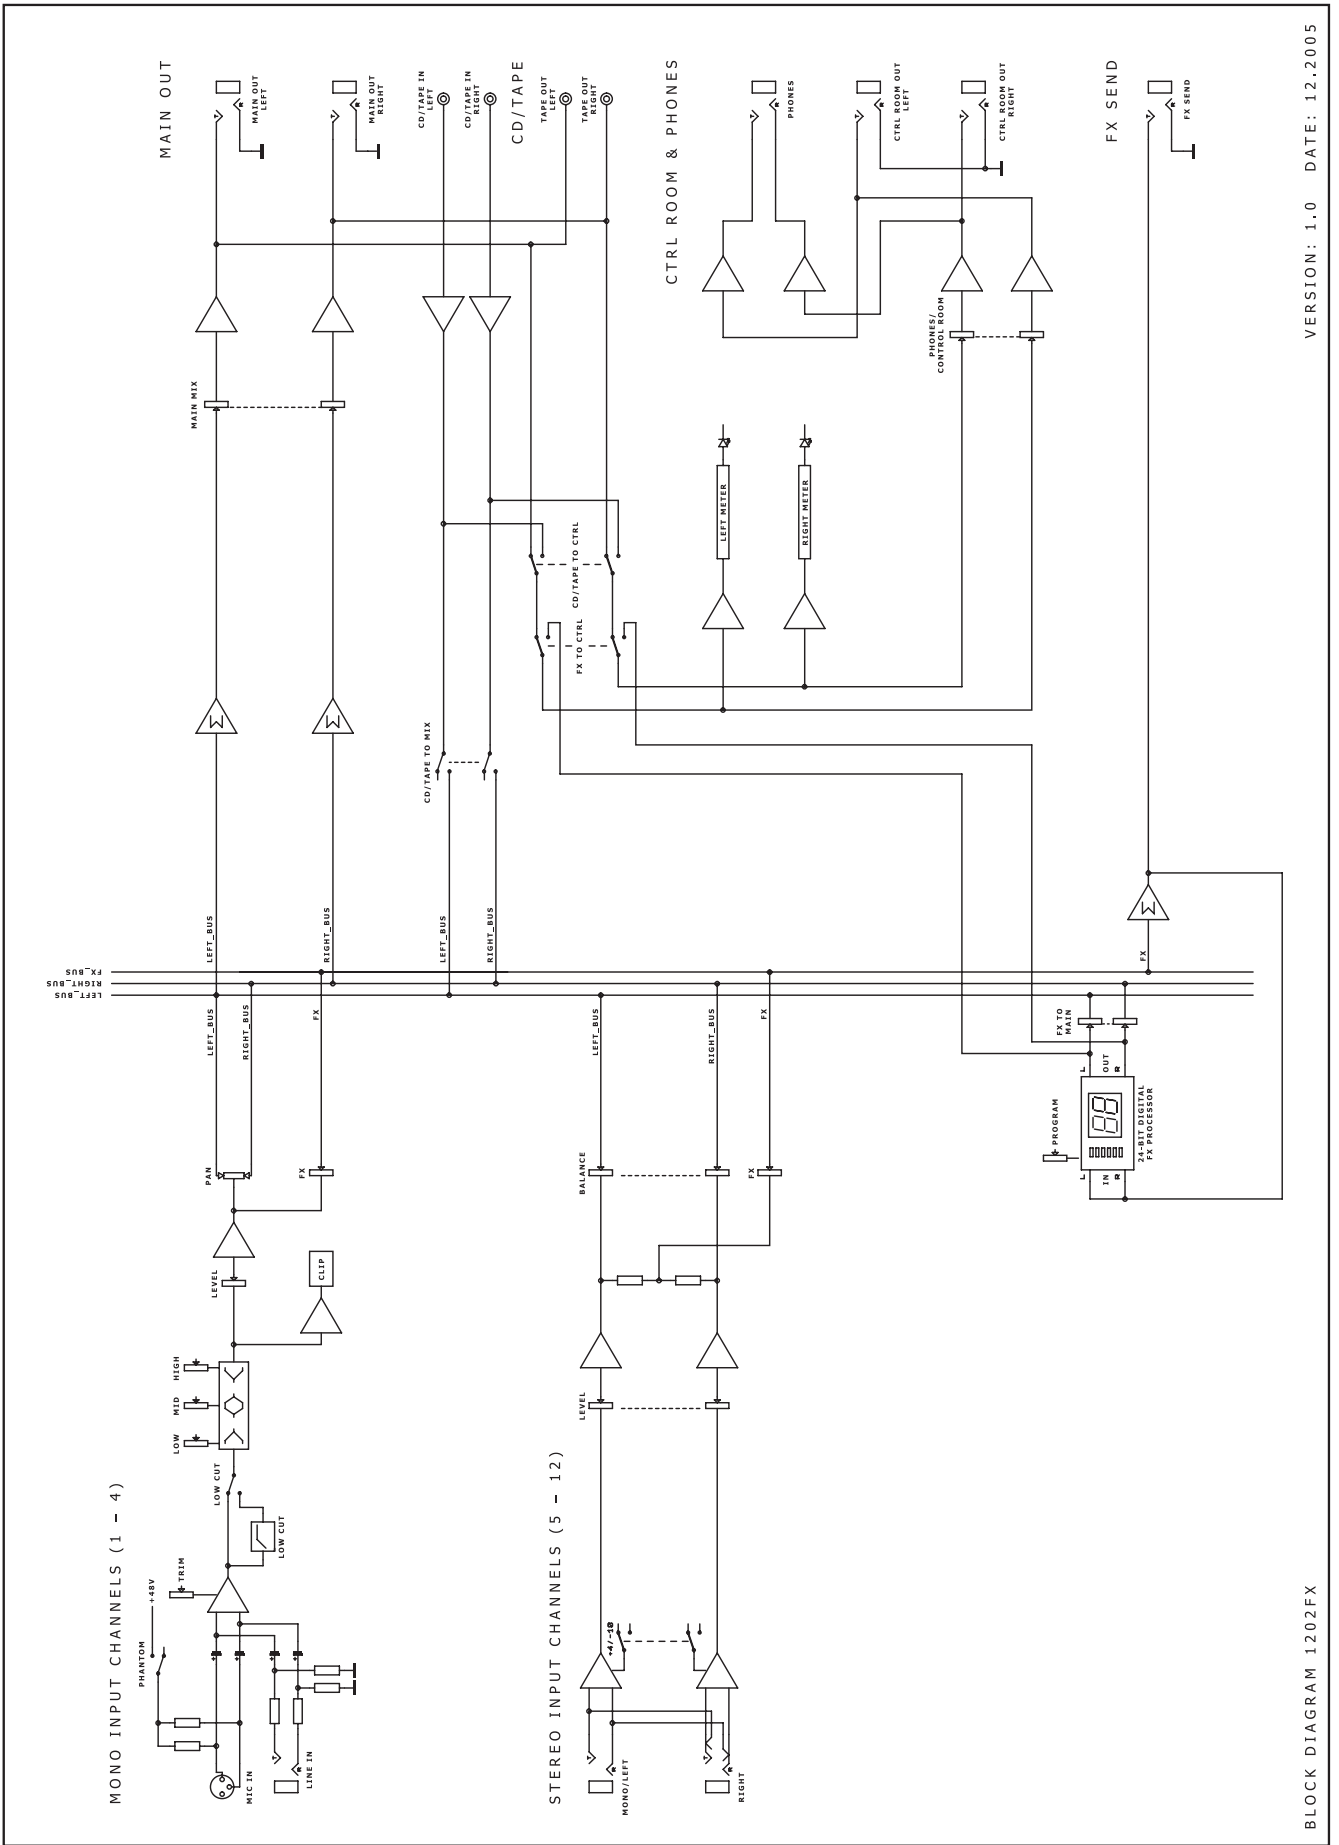 MONO INPUT CHANNELS (1 - 4)
MIC IN
LINE IN
T
R
PHANTOM
+48V
+
+
+
+
TRIM
LOW CUT
LOW CUT
LOW
MID
HIGH
CLIP
LEVEL
PAN
FX
LEFT_BUS
RIGHT_BUS
FX
STEREO INPUT CHANNELS (5 - 12)
MONO/LEFT
T
R
RIGHT
T
R
+4/-10
LEVEL
BALANCE
FX
LEFT_BUS
RIGHT_BUS
FX
LEFT_BUS
RIGHT_BUS
FX_BUS
LEFT_BUS
RIGHT_BUS
LEFT_BUS
RIGHT_BUS
FX
PROGRAM
L
IN
R
88
24-BIT DIGITAL
FX PROCESSOR
L
OUT
R
FX TO
MAIN
MAIN OUT
MAIN MIX
T
R
MAIN OUT
LEFT
T
R
MAIN OUT
RIGHT
CD/TAPE
CD/TAPE IN
LEFT
CD/TAPE IN
RIGHT
TAPE OUT
LEFT
TAPE OUT
RIGHT
CD/TAPE TO MIX
CD/TAPE TO CTRL
FX TO CTRL
CTRL ROOM & PHONES
LEFT METER
RIGHT METER
PHONES/
CONTROL ROOM
T
R
PHONES
T
R
CTRL ROOM OUT
LEFT
T
R
CTRL ROOM OUT
RIGHT
FX SEND
T
R
FX SEND
BLOCK DIAGRAM 1202FX
VERSION: 1.0 DATE: 12.2005